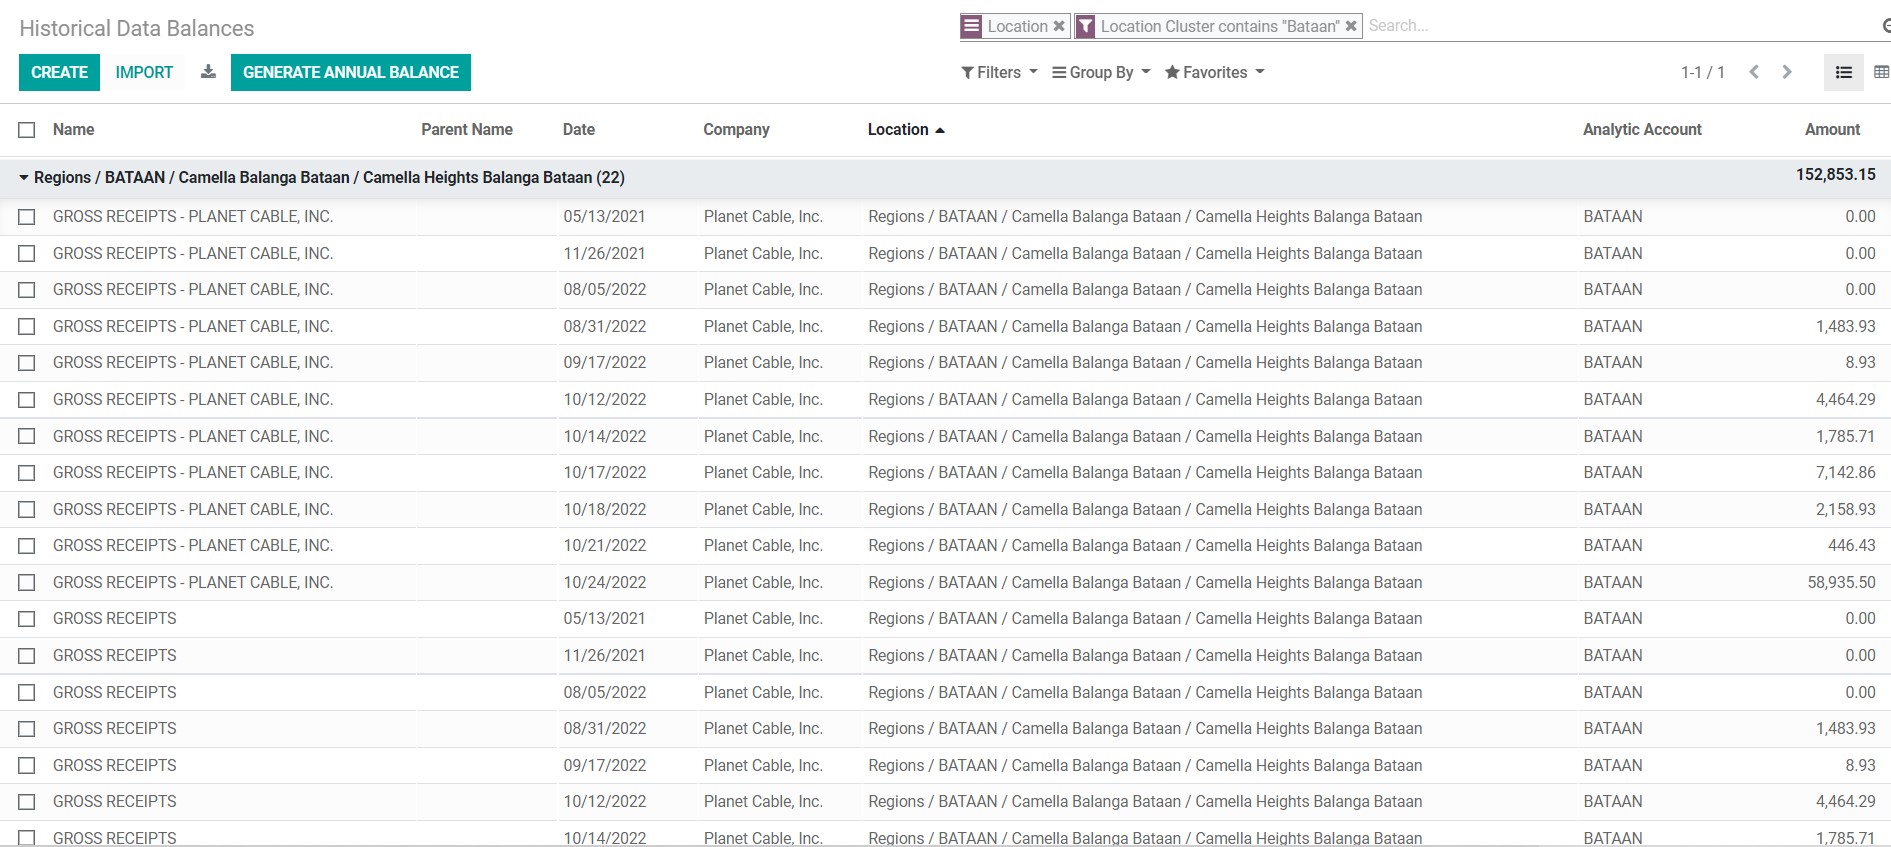 Historical Data Balances
Location ✖ Location Cluster contains "Bataan" ✖ Search...
CREATE IMPORT GENERATE ANNUAL BALANCE
Filters Group By Favorites 1-1 / 1
Name Parent Name Date Company Location Analytic Account Amount
Regions / BATAAN / Camella Balanga Bataan / Camella Heights Balanga Bataan (22) 152,853.15
GROSS RECEIPTS - PLANET CABLE, INC. 05/13/2021 Planet Cable, Inc. Regions / BATAAN / Camella Balanga Bataan / Camella Heights Balanga Bataan BATAAN 0.00
GROSS RECEIPTS - PLANET CABLE, INC. 11/26/2021 Planet Cable, Inc. Regions / BATAAN / Camella Balanga Bataan / Camella Heights Balanga Bataan BATAAN 0.00
GROSS RECEIPTS - PLANET CABLE, INC. 08/05/2022 Planet Cable, Inc. Regions / BATAAN / Camella Balanga Bataan / Camella Heights Balanga Bataan BATAAN 0.00
GROSS RECEIPTS - PLANET CABLE, INC. 08/31/2022 Planet Cable, Inc. Regions / BATAAN / Camella Balanga Bataan / Camella Heights Balanga Bataan BATAAN 1,483.93
GROSS RECEIPTS - PLANET CABLE, INC. 09/17/2022 Planet Cable, Inc. Regions / BATAAN / Camella Balanga Bataan / Camella Heights Balanga Bataan BATAAN 8.93
GROSS RECEIPTS - PLANET CABLE, INC. 10/12/2022 Planet Cable, Inc. Regions / BATAAN / Camella Balanga Bataan / Camella Heights Balanga Bataan BATAAN 4,464.29
GROSS RECEIPTS - PLANET CABLE, INC. 10/14/2022 Planet Cable, Inc. Regions / BATAAN / Camella Balanga Bataan / Camella Heights Balanga Bataan BATAAN 1,785.71
GROSS RECEIPTS - PLANET CABLE, INC. 10/17/2022 Planet Cable, Inc. Regions / BATAAN / Camella Balanga Bataan / Camella Heights Balanga Bataan BATAAN 7,142.86
GROSS RECEIPTS - PLANET CABLE, INC. 10/18/2022 Planet Cable, Inc. Regions / BATAAN / Camella Balanga Bataan / Camella Heights Balanga Bataan BATAAN 2,158.93
GROSS RECEIPTS - PLANET CABLE, INC. 10/21/2022 Planet Cable, Inc. Regions / BATAAN / Camella Balanga Bataan / Camella Heights Balanga Bataan BATAAN 446.43
GROSS RECEIPTS - PLANET CABLE, INC. 10/24/2022 Planet Cable, Inc. Regions / BATAAN / Camella Balanga Bataan / Camella Heights Balanga Bataan BATAAN 58,935.50
GROSS RECEIPTS 05/13/2021 Planet Cable, Inc. Regions / BATAAN / Camella Balanga Bataan / Camella Heights Balanga Bataan BATAAN 0.00
GROSS RECEIPTS 11/26/2021 Planet Cable, Inc. Regions / BATAAN / Camella Balanga Bataan / Camella Heights Balanga Bataan BATAAN 0.00
GROSS RECEIPTS 08/05/2022 Planet Cable, Inc. Regions / BATAAN / Camella Balanga Bataan / Camella Heights Balanga Bataan BATAAN 0.00
GROSS RECEIPTS 08/31/2022 Planet Cable, Inc. Regions / BATAAN / Camella Balanga Bataan / Camella Heights Balanga Bataan BATAAN 1,483.93
GROSS RECEIPTS 09/17/2022 Planet Cable, Inc. Regions / BATAAN / Camella Balanga Bataan / Camella Heights Balanga Bataan BATAAN 8.93
GROSS RECEIPTS 10/12/2022 Planet Cable, Inc. Regions / BATAAN / Camella Balanga Bataan / Camella Heights Balanga Bataan BATAAN 4,464.29
GROSS RECEIPTS 10/14/2022 Planet Cable, Inc. Regions / BATAAN / Camella Balanga Bataan / Camella Heights Balanga Bataan BATAAN 1,785.71